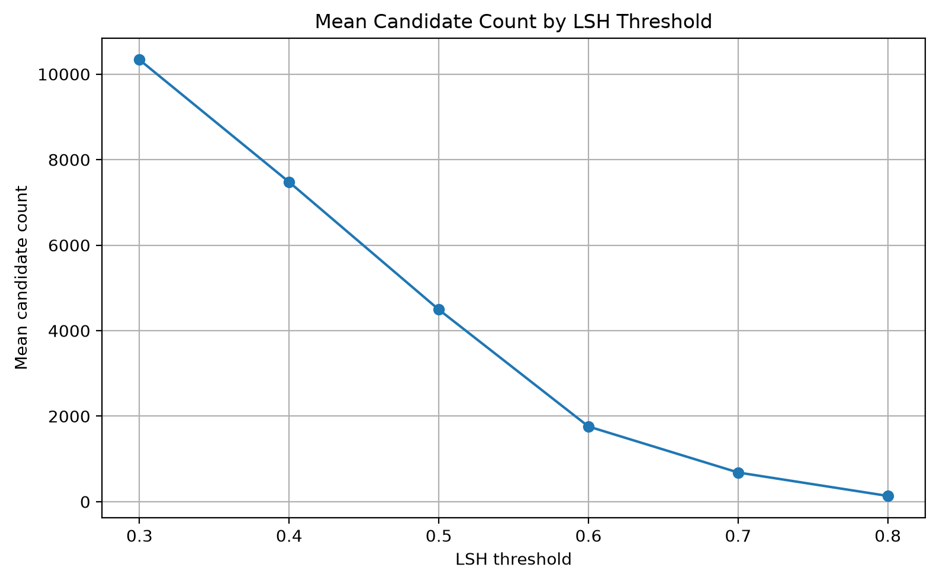 Mean Candidate Count by LSH Threshold
Mean candidate count
10000
8000
6000
4000
2000
0
0.3 0.4 0.5 0.6 0.7 0.8
LSH threshold